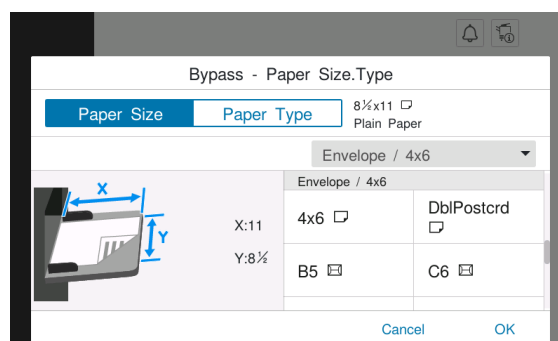 Bypass - Paper Size.Type
Paper Size
Paper Type
8½x11
Plain Paper
Envelope / 4x6
Envelope / 4x6
X
Y
X:11
Y:8½
4x6
DblPostcrd
B5
C6
Cancel
OK